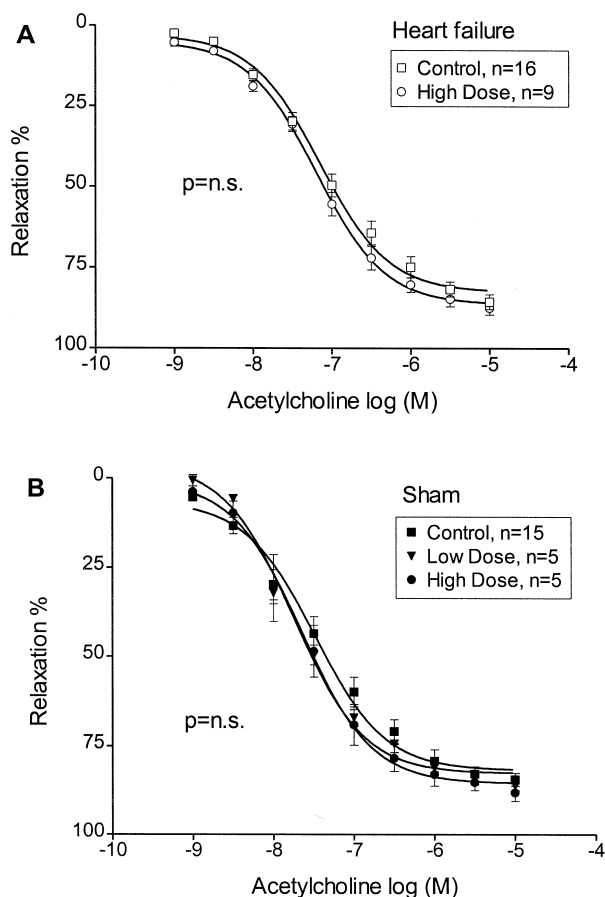 A
Heart failure
Control, n=16
High Dose, n=9
0
25
50
75
100
Relaxation %
p=n.s.
-10 -9 -8 -7 -6 -5 -4
Acetylcholine log (M)
B
Sham
Control, n=15
Low Dose, n=5
High Dose, n=5
0
25
50
75
100
Relaxation %
p=n.s.
-10 -9 -8 -7 -6 -5 -4
Acetylcholine log (M)